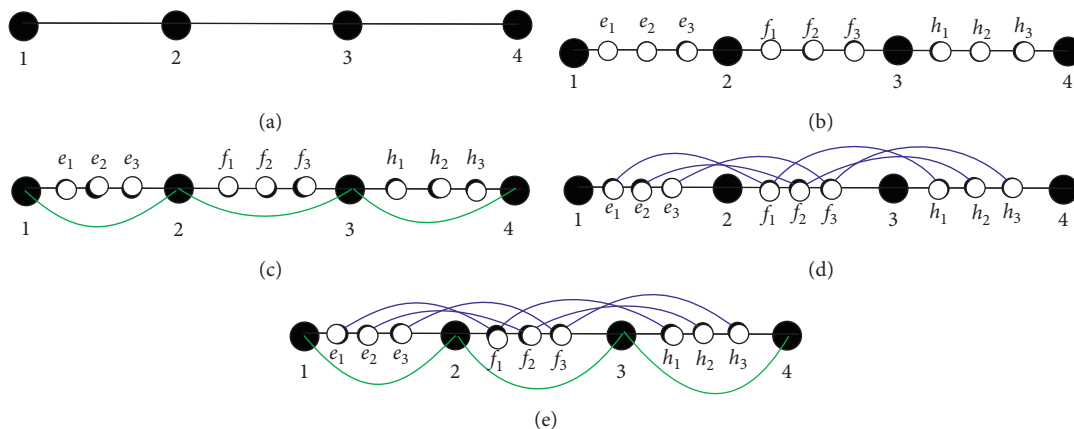 1 2 3 4
(a)
e1 e2 e3 f1 f2 f3 h1 h2 h3
1 2 3 4
(b)
e1 e2 e3 f1 f2 f3 h1 h2 h3
1 2 3 4
(c)
e1 e2 e3 f1 f2 f3 h1 h2 h3
1 2 3 4
(d)
e1 e2 e3 f1 f2 f3 h1 h2 h3
1 2 3 4
(e)